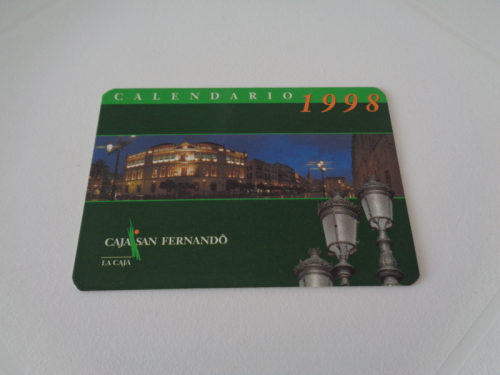 CALENDARIO 1998
CAJA SAN FERNANDO
LA CAJA